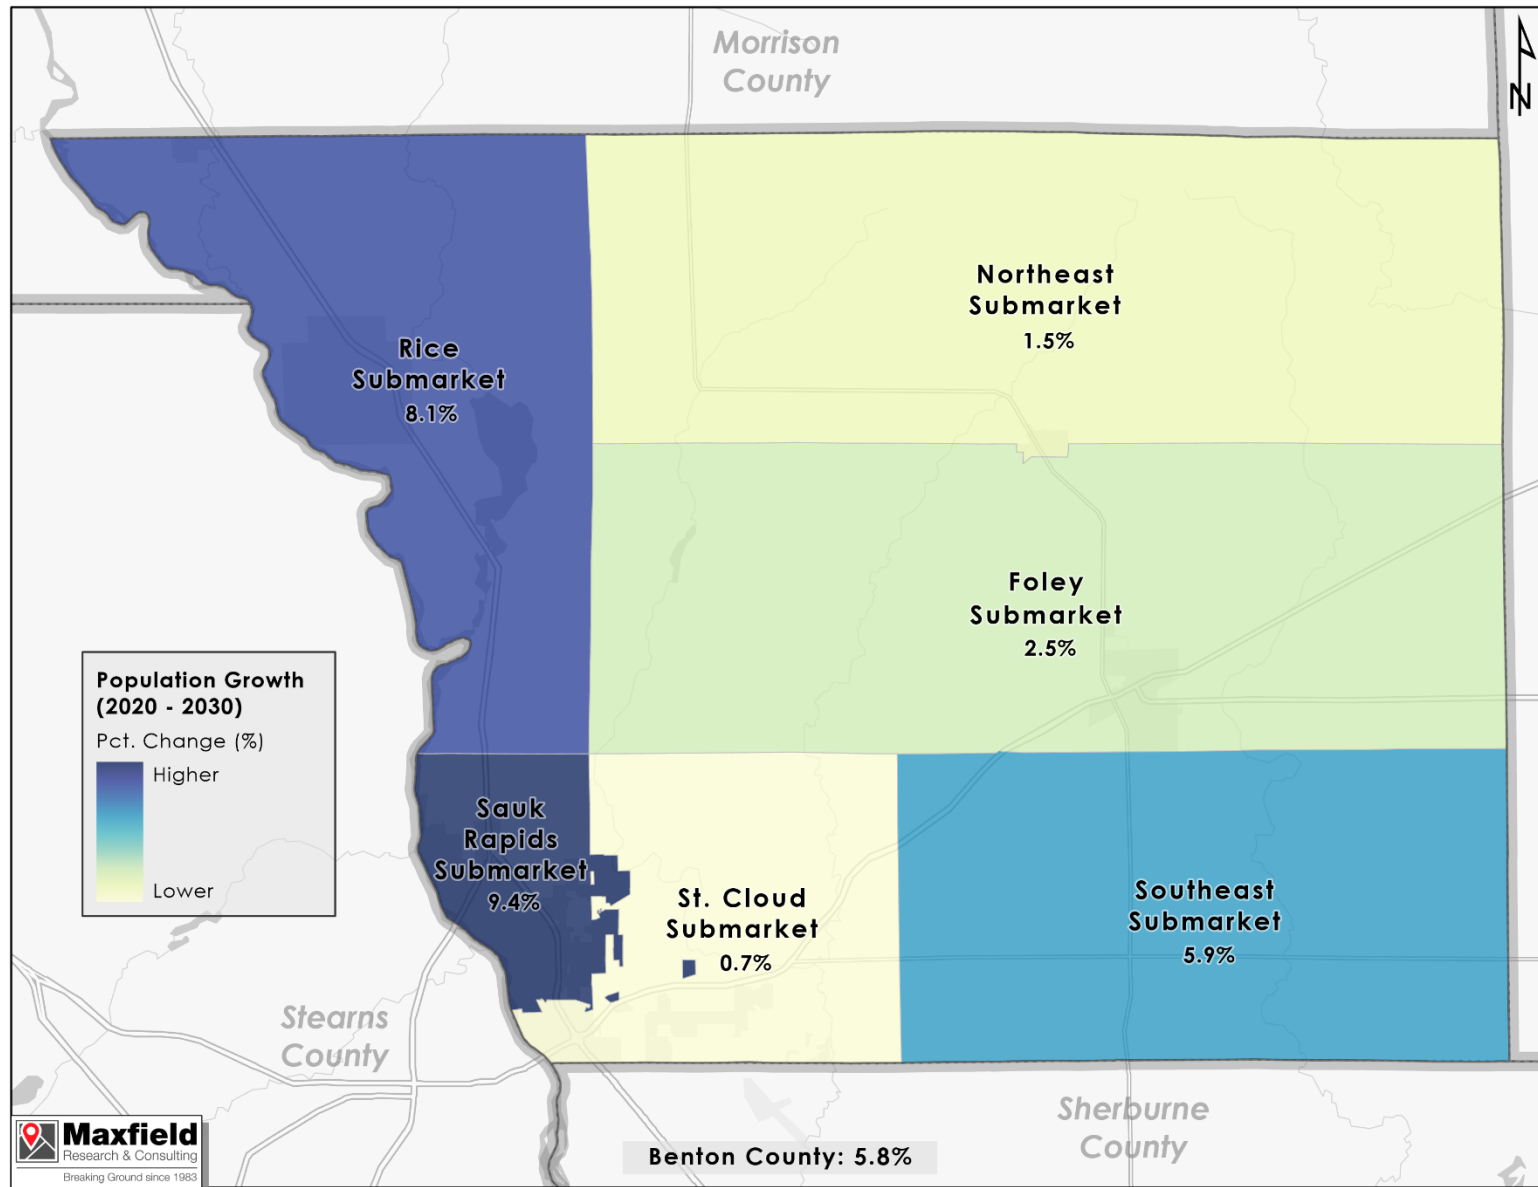 Morrison
County
N
Northeast
Submarket
1.5%
Rice
Submarket
8.1%
Foley
Submarket
2.5%
Population Growth
(2020 - 2030)
Pct. Change (%)
Higher
Lower
Sauk
Rapids
Submarket
9.4%
St. Cloud
Submarket
0.7%
Southeast
Submarket
5.9%
Stearns
County
Sherburne
County
Maxfield
Research & Consulting
Breaking Ground since 1983
Benton County: 5.8%